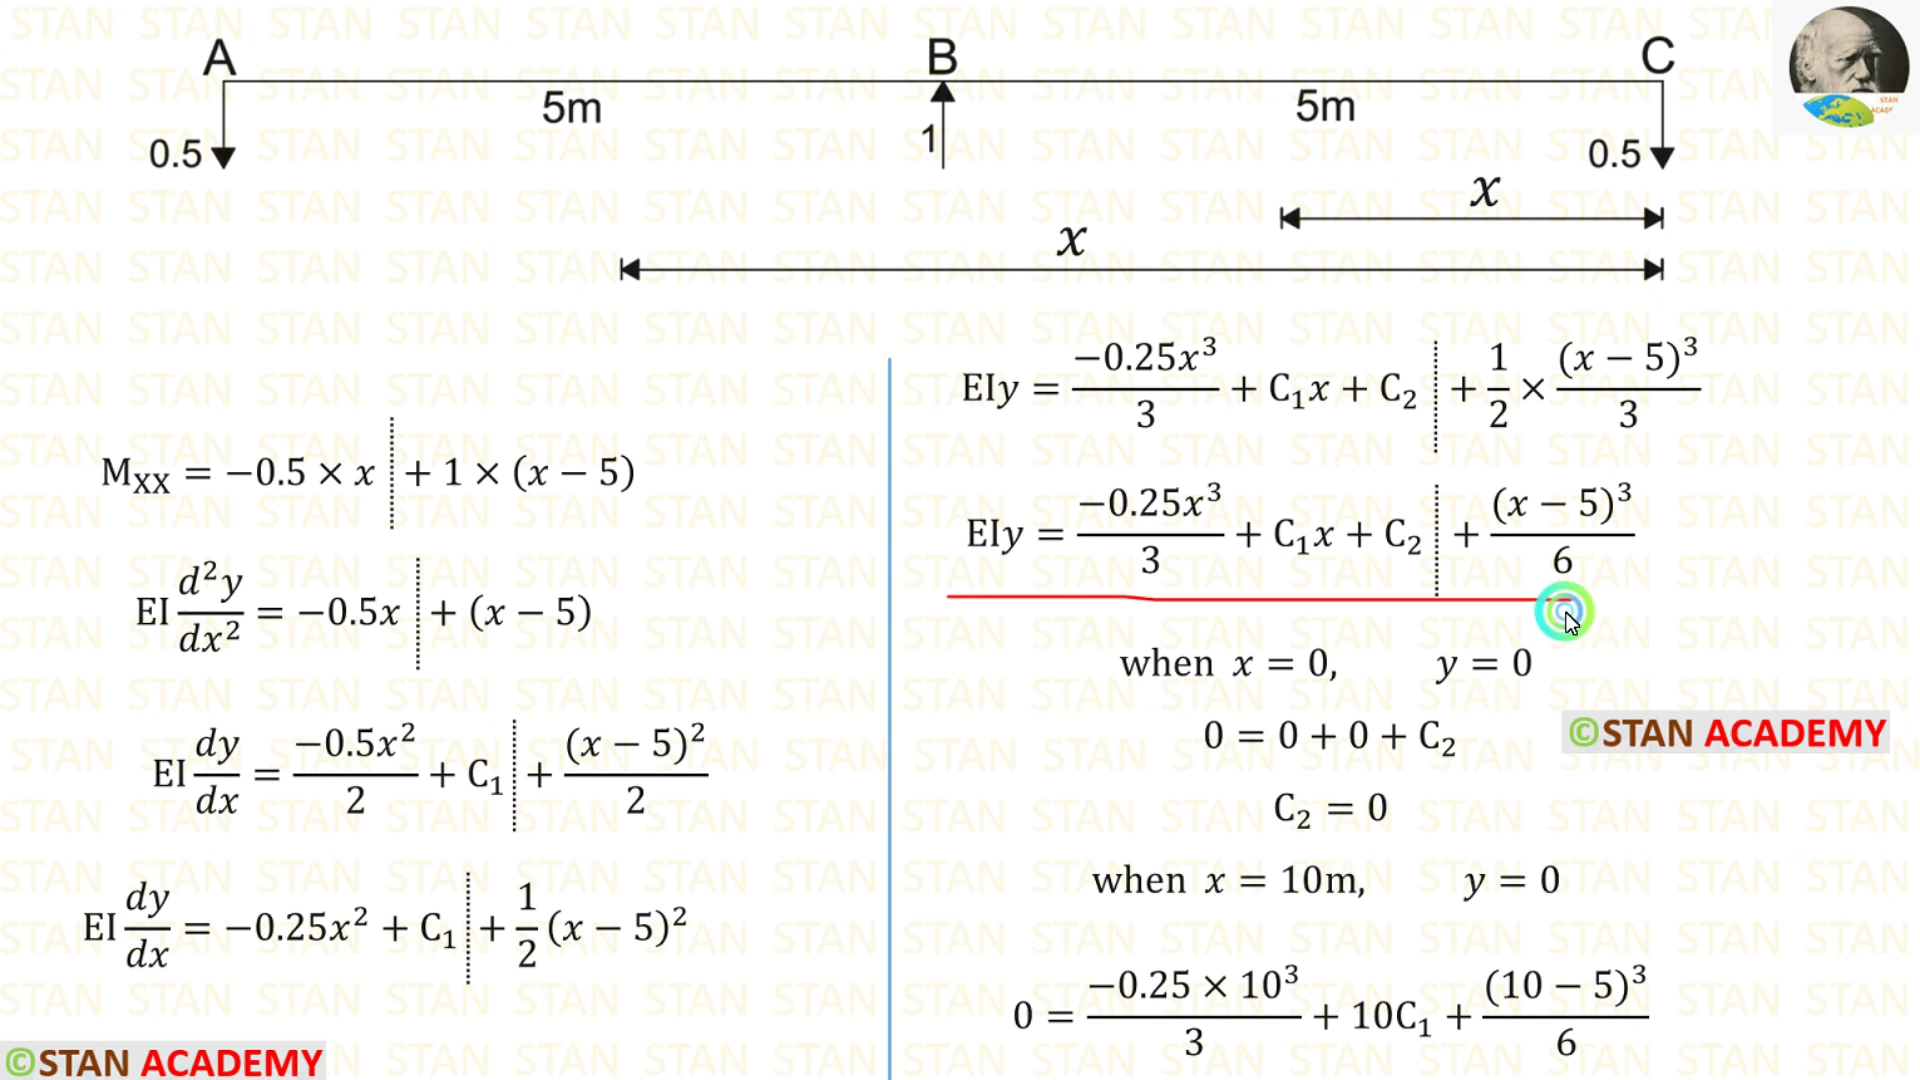 A B C
5m 5m
0.5 1 0.5
x
x
M_XX = −0.5 × x + 1 × (x − 5)
EI d²y/dx² = −0.5x + (x − 5)
EI dy/dx = −0.5x²/2 + C₁ + (x − 5)²/2
EI dy/dx = −0.25x² + C₁ + 1/2 (x − 5)²
EIy = −0.25x³/3 + C₁x + C₂ + 1/2 × (x − 5)³/3
EIy = −0.25x³/3 + C₁x + C₂ + (x − 5)³/6
when x = 0, y = 0
0 = 0 + 0 + C₂
C₂ = 0
when x = 10m, y = 0
0 = −0.25 × 10³/3 + 10C₁ + (10 − 5)³/6
©STAN ACADEMY
©STAN ACADEMY
STAN